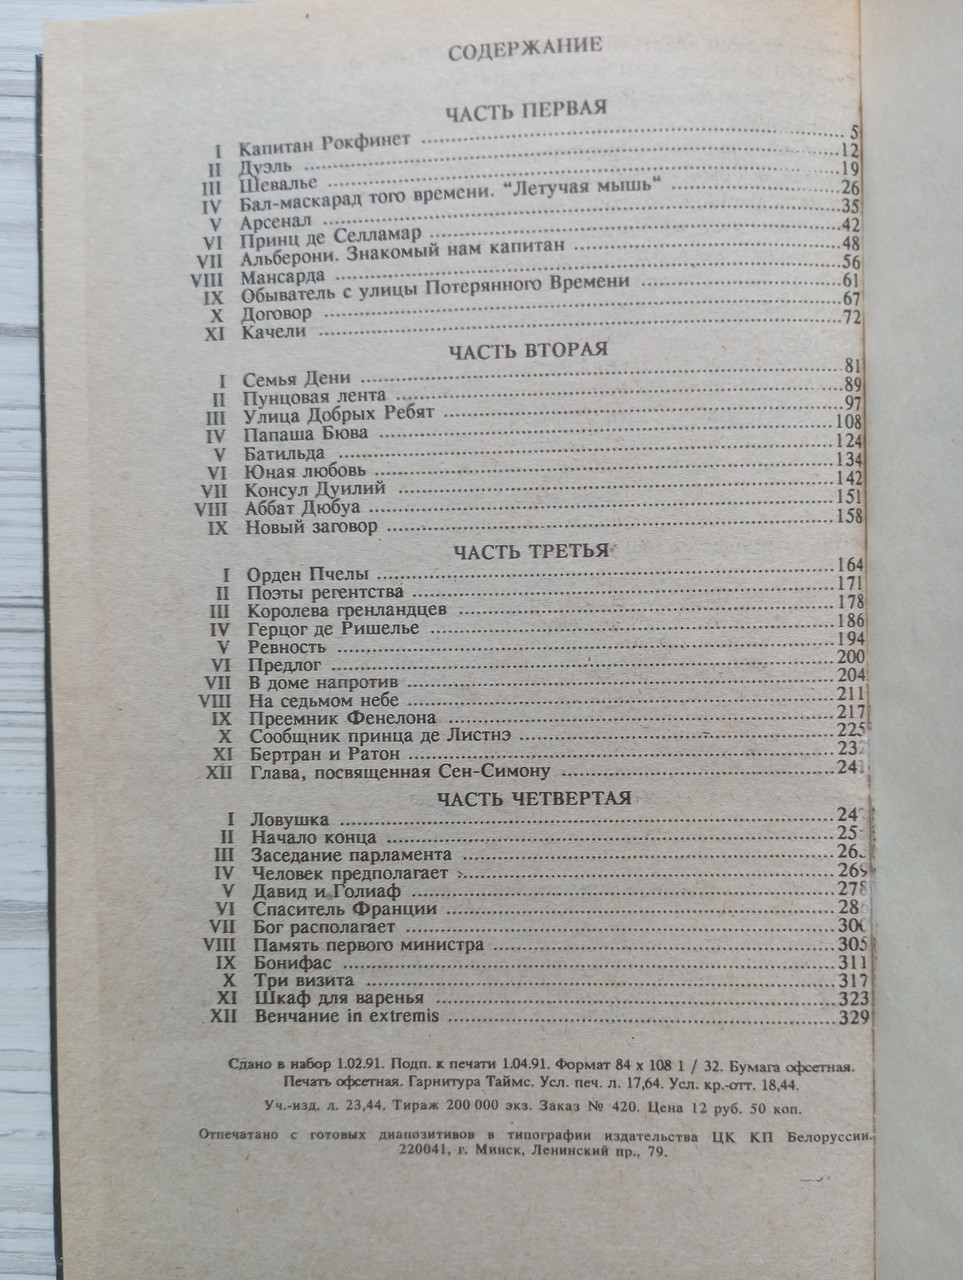 СОДЕРЖАНИЕ
ЧАСТЬ ПЕРВАЯ
I Капитан Рокфинет 5
II Дуэль 12
III Шевалье 19
IV Бал-маскарад того времени. "Летучая мышь" 26
V Арсенал 35
VI Принц де Селламар 42
VII Альберони. Знакомый нам капитан 48
VIII Мансарда 56
IX Обыватель с улицы Потерянного Времени 61
X Договор 67
XI Качели 72
ЧАСТЬ ВТОРАЯ
I Семья Дени 81
II Пунцовая лента 89
III Улица Добрых Ребят 97
IV Папаша Бюва 108
V Батильда 124
VI Юная любовь 134
VII Консул Дуилий 142
VIII Аббат Дюбуа 151
IX Новый заговор 158
ЧАСТЬ ТРЕТЬЯ
I Орден Пчелы 164
II Поэты регентства 171
III Королева гренландцев 178
IV Герцог де Ришелье 186
V Ревность 194
VI Предлог 200
VII В доме напротив 204
VIII На седьмом небе 211
IX Преемник Фенелона 217
X Сообщник принца де Листнэ 225
XI Бертран и Ратон
XII Глава, посвященная Сен-Симону
ЧАСТЬ ЧЕТВЕРТАЯ
I Ловушка
II Начало конца
III Заседание парламента
IV Человек предполагает 269
V Давид и Голиаф 278
VI Спаситель Франции
VII Бог располагает 300
VIII Память первого министра 305
IX Бонифас 311
X Три визита 317
XI Шкаф для варенья 323
XII Венчание in extremis 329
Сдано в набор 1.02.91. Подп. к печати 1.04.91. Формат 84 x 108 1 / 32. Бумага офсетная.
Печать офсетная. Гарнитура Таймс. Усл. печ. л. 17,64. Усл. кр.-отт. 18,44.
Уч.-изд. л. 23,44. Тираж 200 000 экз. Заказ № 420. Цена 12 руб. 50 коп.
Отпечатано с готовых диапозитивов в типографии издательства ЦК КП Белоруссии.
220041, г. Минск, Ленинский пр., 79.